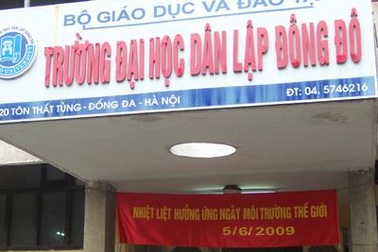 BỘ GIÁO DỤC VÀ ĐÀO TẠO
TRƯỜNG ĐẠI HỌC DÂN LẬP ĐÔNG ĐÔ
20 TÔN THẤT TÙNG - ĐỐNG ĐA - HÀ NỘI
ĐT: 04. 5746216
NHIỆT LIỆT HƯỞNG ỨNG NGÀY MÔI TRƯỜNG THẾ GIỚI
5/6/2009